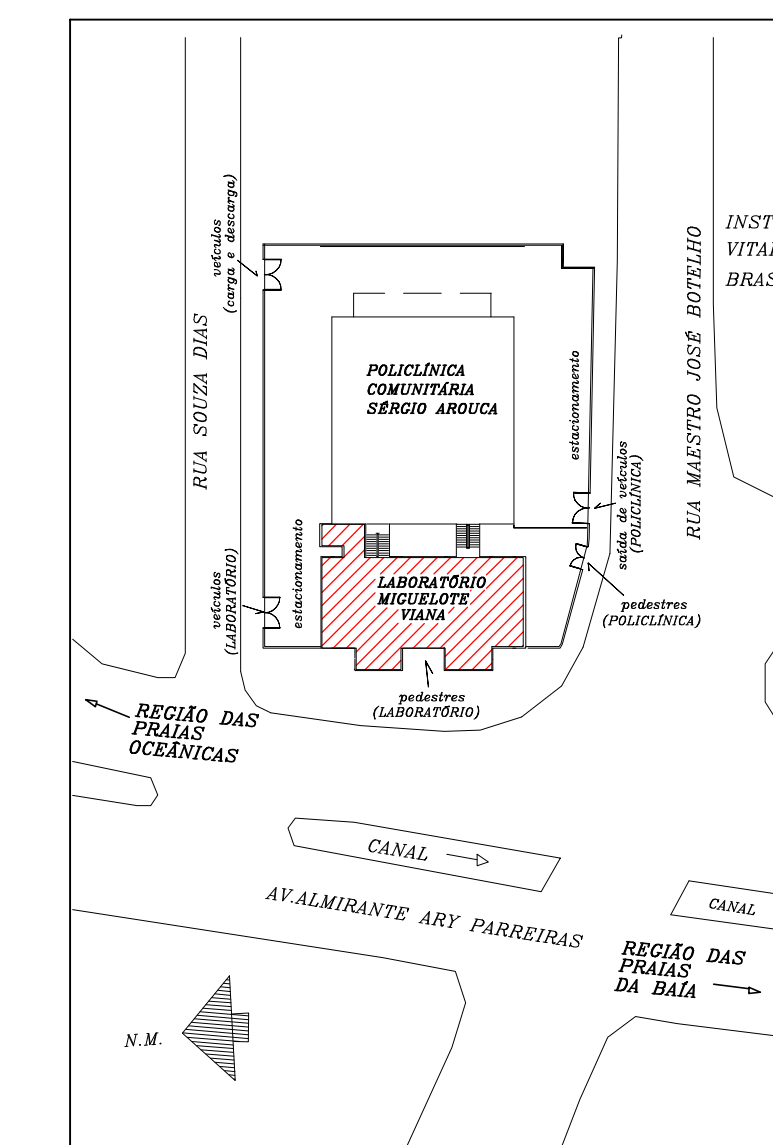 veículos
(carga e descarga)
RUA SOUZA DIAS
RUA MAESTRO JOSÉ BOTELHO
INST
VITAL
BRAS
POLICLÍNICA
COMUNITÁRIA
SÉRGIO AROUCA
estacionamento
saída de veículos
(POLICLÍNICA)
estacionamento
veículos
(LABORATÓRIO)
LABORATÓRIO
MIGUELOTE
VIANA
pedestres
(POLICLÍNICA)
pedestres
(LABORATÓRIO)
REGIÃO DAS
PRAIAS
OCEÂNICAS
CANAL
AV.ALMIRANTE ARY PARREIRAS
CANAL
REGIÃO DAS
PRAIAS
DA BAÍA
N.M.